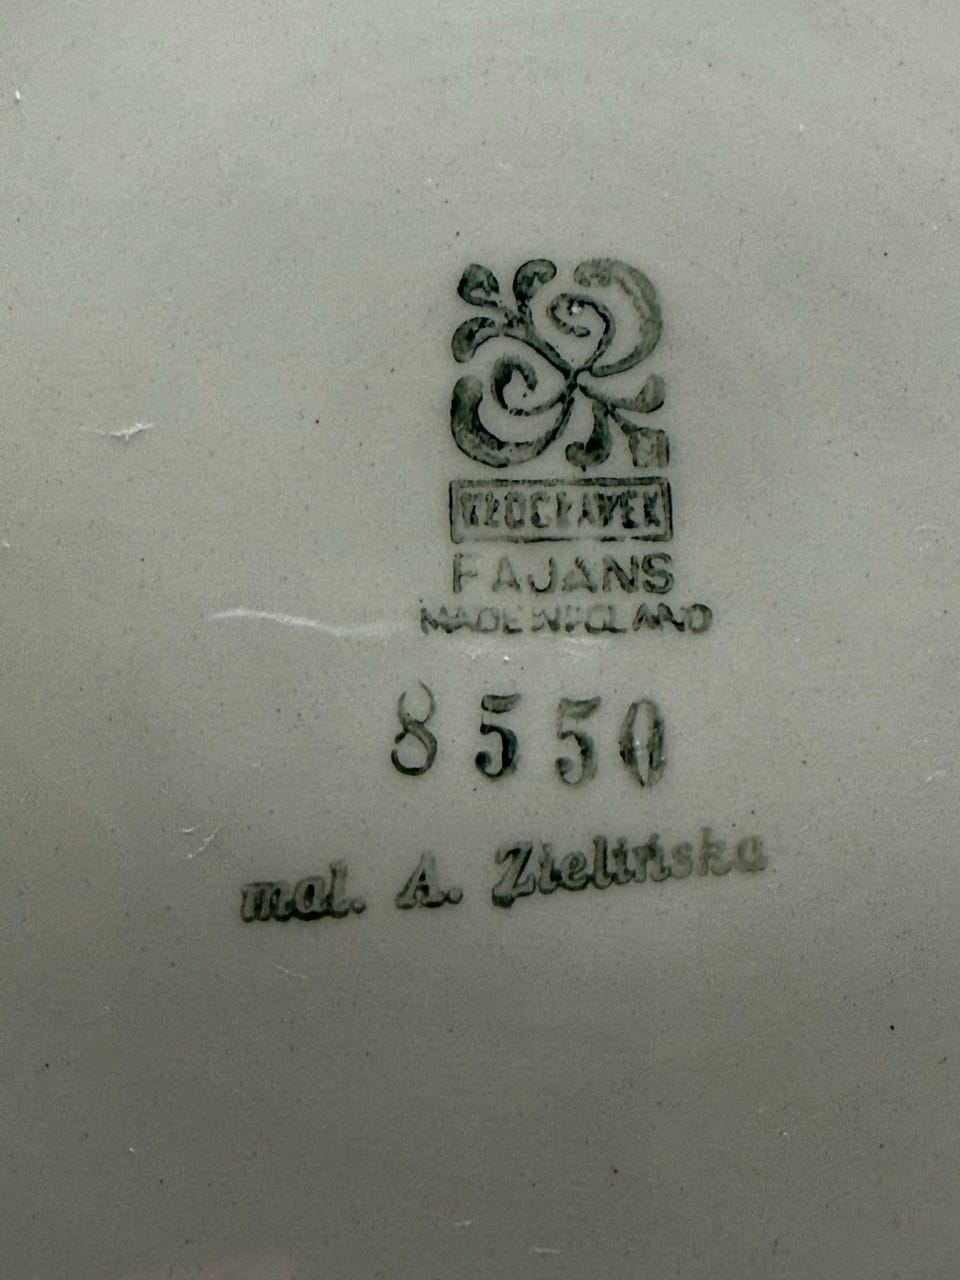 WŁOCŁAWEK
FAJANS
MADE IN POLAND
8550
mal. A. Zielińska